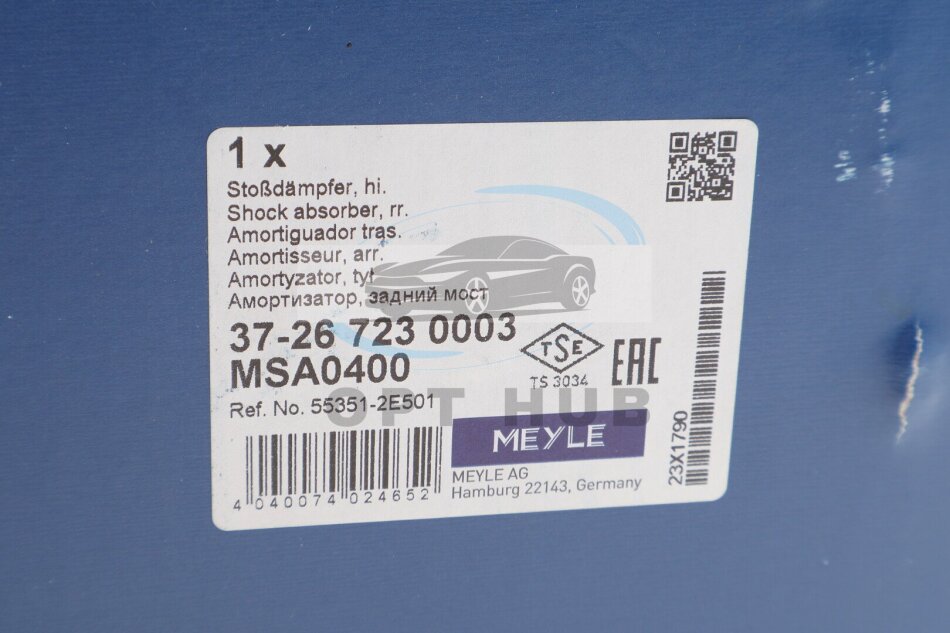 1 x
Stoßdämpfer, hi.
Shock absorber, rr.
Amortiguador tras.
Amortisseur, arr.
Amortyzator, tył
Амортизатор, задний мост
37-26 723 0003
MSA0400
Ref. No. 55351-2E501
TSE
TS 3034
EAC
OPT HUB
MEYLE
MEYLE AG
Hamburg 22143, Germany
4 040074 024652
23X1790